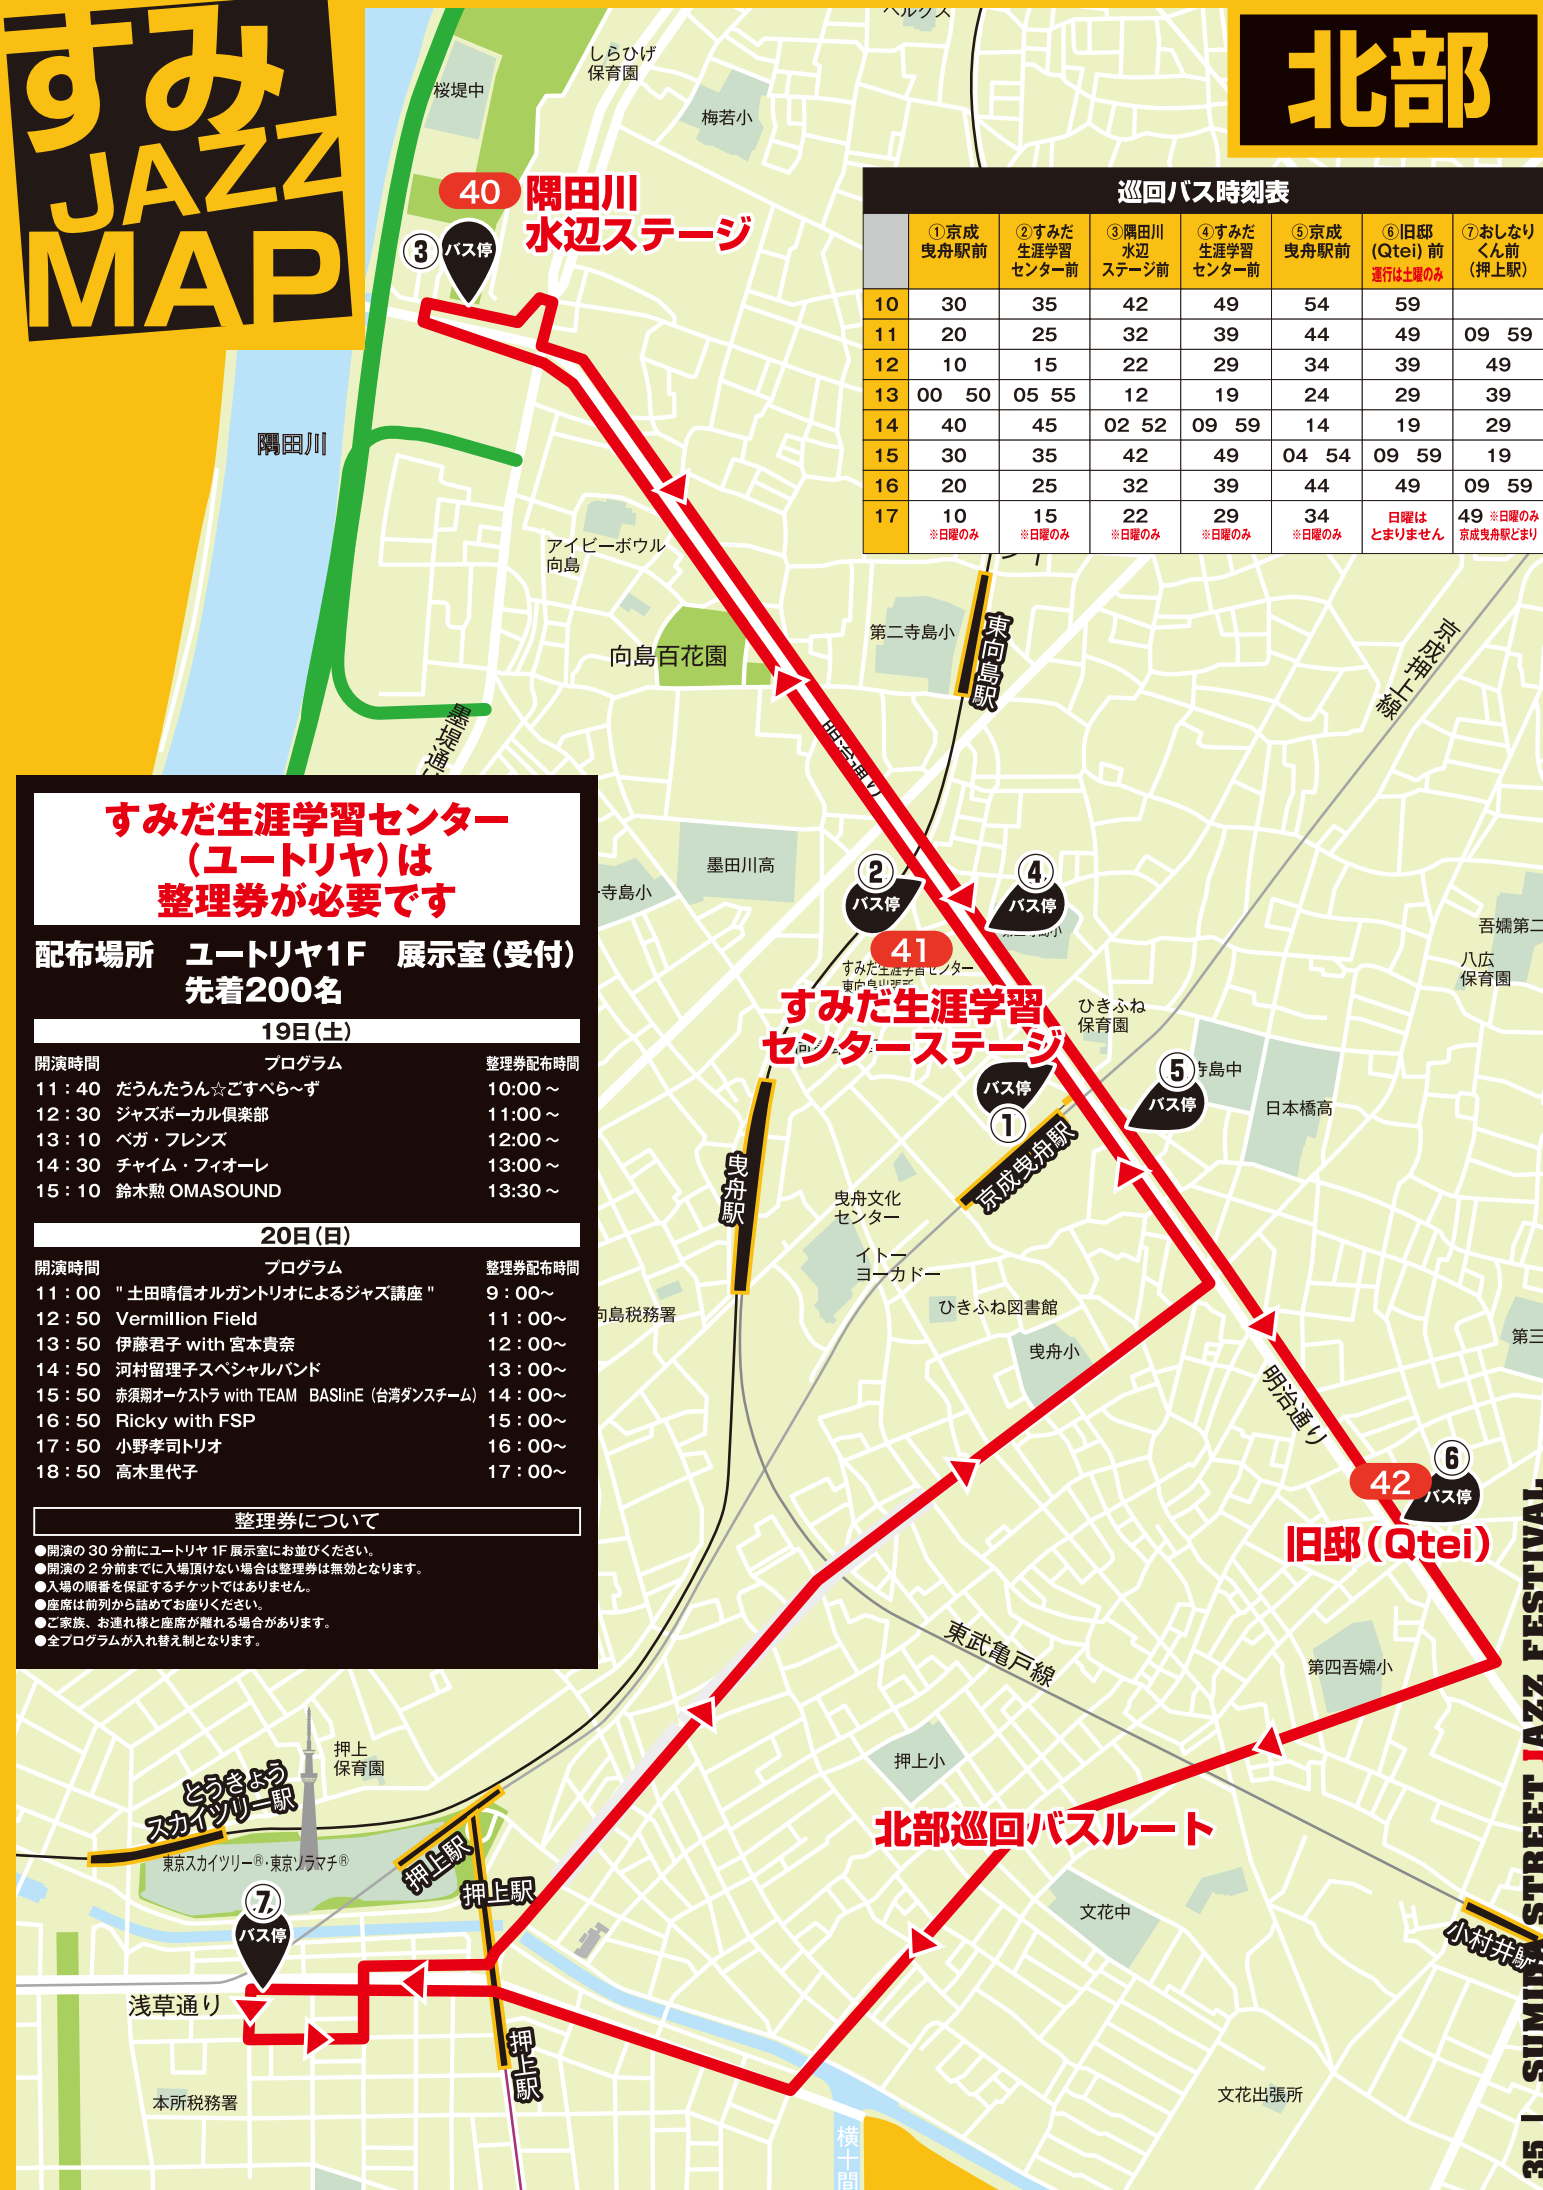 すみ
JAZZ
MAP
北部
巡回バス時刻表
①京成曳舟駅前 ②すみだ生涯学習センター前 ③隅田川水辺ステージ前 ④すみだ生涯学習センター前 ⑤京成曳舟駅前 ⑥旧邸(Qtei)前 運行は土曜のみ ⑦おしなりくん前(押上駅)
10 30 35 42 49 54 59
11 20 25 32 39 44 49 09 59
12 10 15 22 29 34 39 49
13 00 50 05 55 12 19 24 29 39
14 40 45 02 52 09 59 14 19 29
15 30 35 42 49 04 54 09 59 19
16 20 25 32 39 44 49 09 59
17 10 ※日曜のみ 15 ※日曜のみ 22 ※日曜のみ 29 ※日曜のみ 34 ※日曜のみ 日曜はとまりません 49 ※日曜のみ 京成曳舟駅どまり
桜堤中
しらひげ
保育園
梅若小
40 隅田川
水辺ステージ
③ バス停
隅田川
アイビーボウル
向島
向島百花園
第二寺島小
東向島駅
京成押上線
明治通り
墨田川高
寺島小
② バス停
④ バス停
41
すみだ生涯学習センター
すみだ生涯学習
センターステージ
ひきふね
保育園
吾嬬第二
八広
保育園
バス停 ①
⑤ バス停
寺島中
日本橋高
京成曳舟駅
曳舟駅
曳舟文化
センター
イトー
ヨーカドー
ひきふね図書館
向島税務署
曳舟小
第三
明治通り
42
⑥ バス停
旧邸(Qtei)
すみだ生涯学習センター
(ユートリヤ)は
整理券が必要です
配布場所 ユートリヤ1F 展示室(受付)
先着200名
19日(土)
開演時間 プログラム 整理券配布時間
11:40 だうんたうん☆ごすぺら〜ず 10:00〜
12:30 ジャズボーカル倶楽部 11:00〜
13:10 ベガ・フレンズ 12:00〜
14:30 チャイム・フィオーレ 13:00〜
15:10 鈴木勲 OMASOUND 13:30〜
20日(日)
開演時間 プログラム 整理券配布時間
11:00 "土田晴信オルガントリオによるジャズ講座" 9:00〜
12:50 Vermillion Field 11:00〜
13:50 伊藤君子 with 宮本貴奈 12:00〜
14:50 河村留理子スペシャルバンド 13:00〜
15:50 赤須翔オーケストラ with TEAM BASIinE(台湾ダンスチーム) 14:00〜
16:50 Ricky with FSP 15:00〜
17:50 小野孝司トリオ 16:00〜
18:50 高木里代子 17:00〜
整理券について
●開演の30分前にユートリヤ1F展示室にお並びください。
●開演の2分前までに入場頂けない場合は整理券は無効となります。
●入場の順番を保証するチケットではありません。
●座席は前列から詰めてお座りください。
●ご家族、お連れ様と座席が離れる場合があります。
●全プログラムが入れ替え制となります。
東武亀戸線
第四吾嬬小
押上小
北部巡回バスルート
押上
保育園
とうきょう
スカイツリー駅
東京スカイツリー®・東京ソラマチ®
押上駅
押上駅
⑦ バス停
文花中
小村井駅
浅草通り
押上駅
本所税務署
文花出張所
横十間
35 | SUMIDA STREET JAZZ FESTIVAL